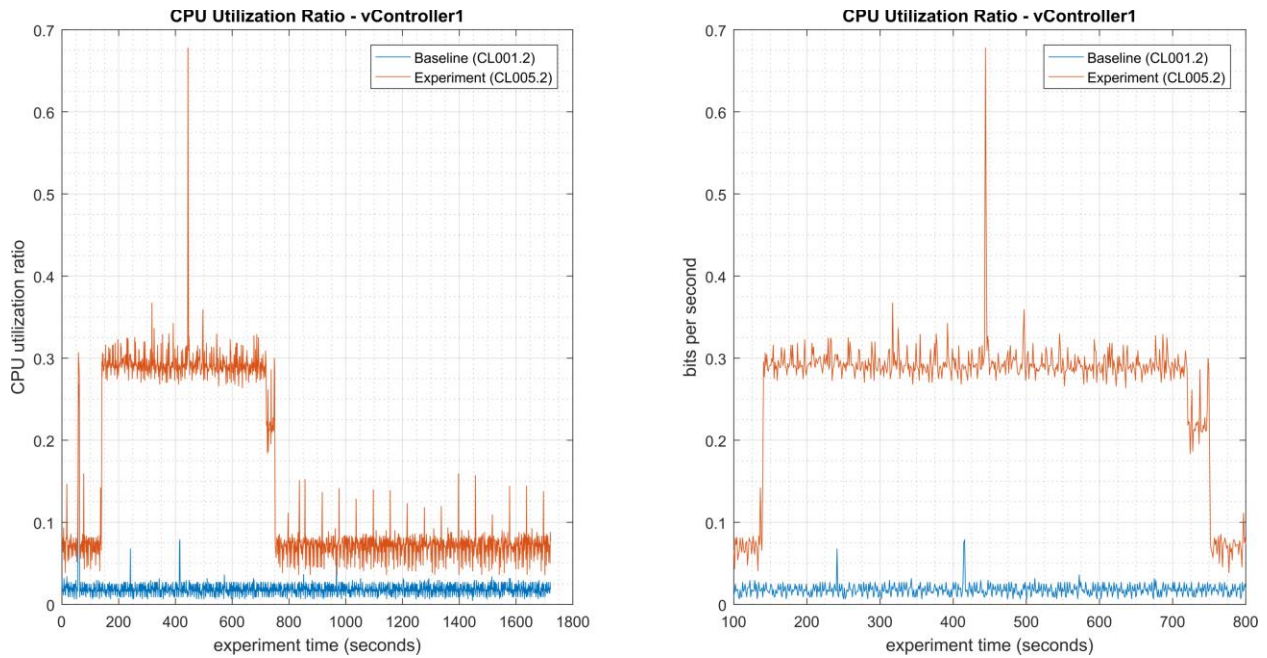 CPU Utilization Ratio - vController1
0.7
0.6
0.5
0.4
0.3
0.2
0.1
0
CPU utilization ratio
Baseline (CL001.2)
Experiment (CL005.2)
0 200 400 600 800 1000 1200 1400 1600 1800
experiment time (seconds)
CPU Utilization Ratio - vController1
0.7
0.6
0.5
0.4
0.3
0.2
0.1
0
bits per second
Baseline (CL001.2)
Experiment (CL005.2)
100 200 300 400 500 600 700 800
experiment time (seconds)